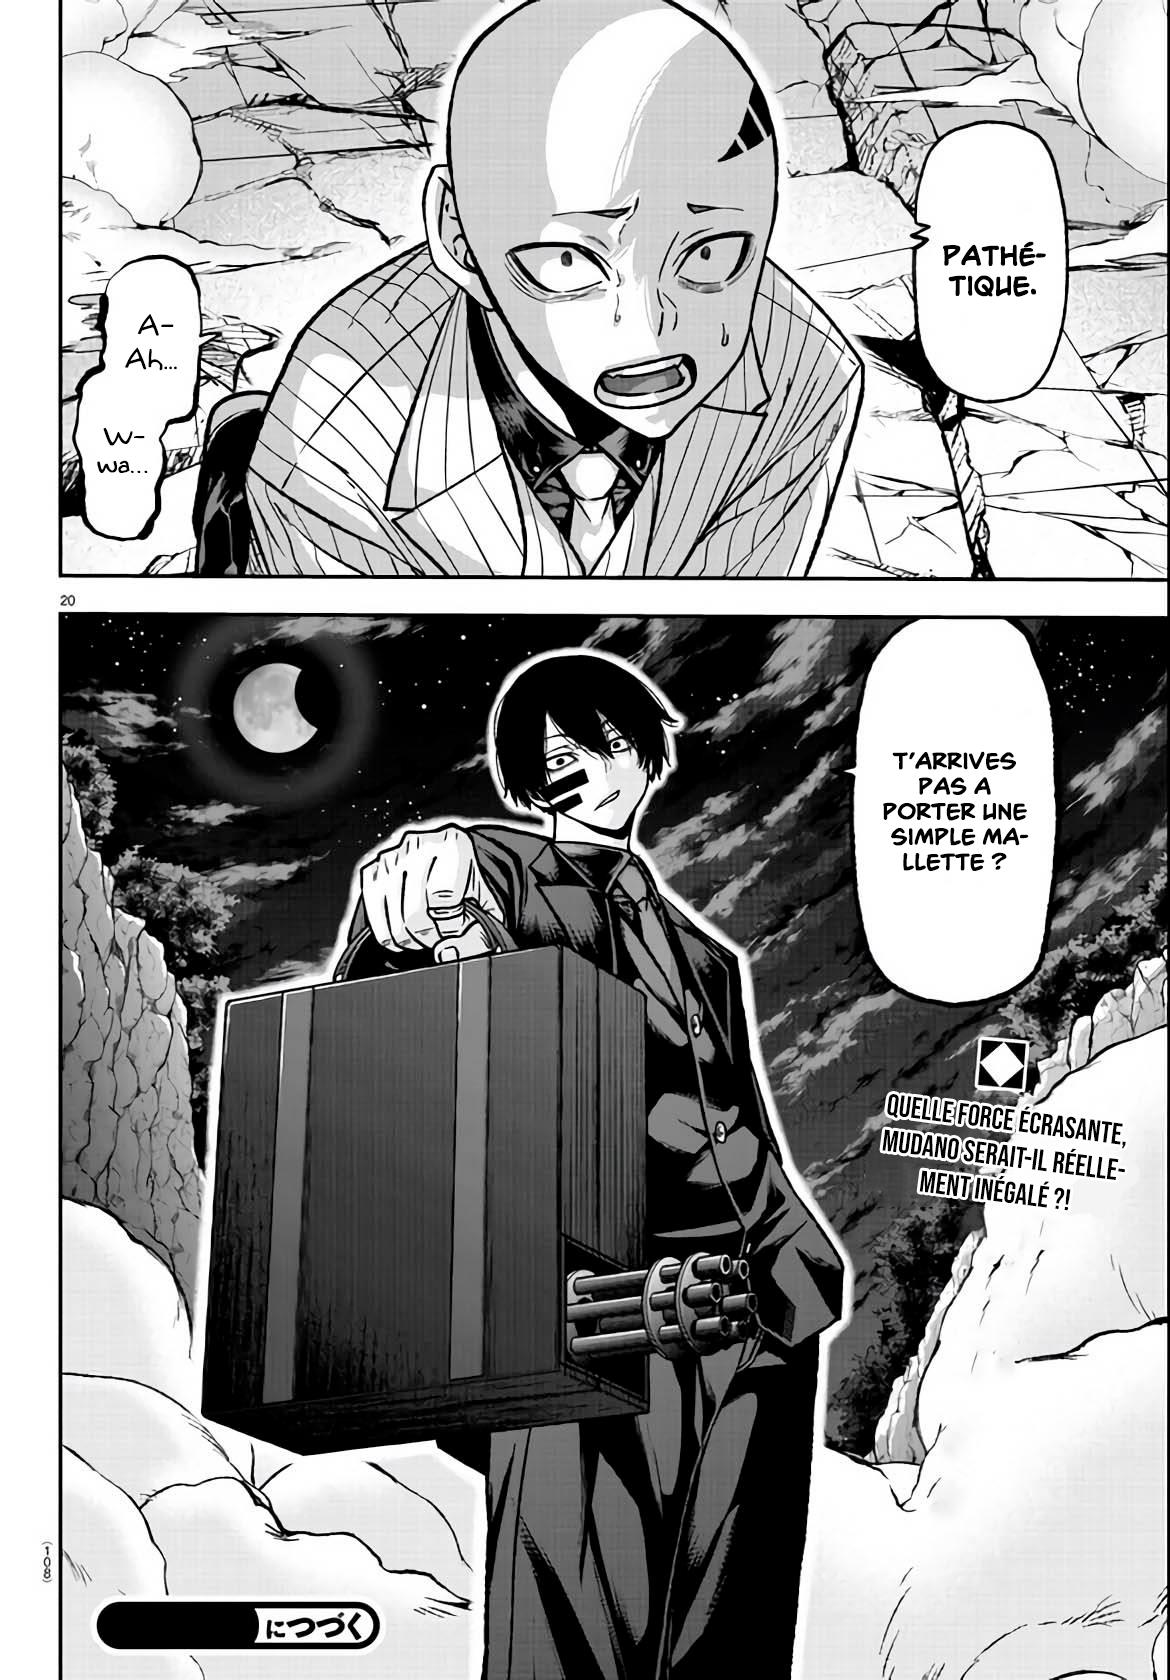 PATHÉ-
TIQUE.
A-
Ah...
W-
wa...
20
T'ARRIVES
PAS A
PORTER UNE
SIMPLE MA-
LLETTE ?
QUELLE FORCE ÉCRASANTE,
MUDANO SERAIT-IL RÉELLE-
MENT INÉGALÉ ?!
(108)
につづく